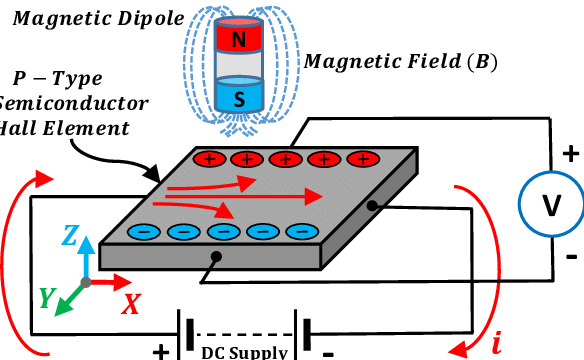 Magnetic Dipole
N
S
Magnetic Field (B)
P − Type
Semiconductor
Hall Element
+ + + + +
− − − − −
Z
Y
X
+
V
-
+
DC Supply
-
i